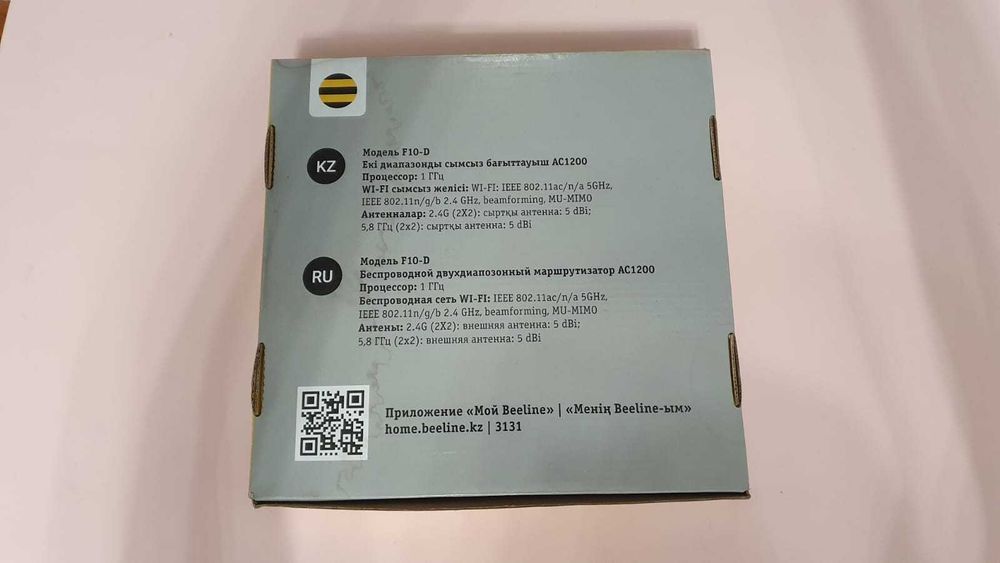 KZ
Модель F10-D
Екі диапазонды сымсыз бағыттауыш AC1200
Процессор: 1 ГГц
WI-FI сымсыз желісі: WI-FI: IEEE 802.11ac/n/a 5GHz,
IEEE 802.11n/g/b 2.4 GHz, beamforming, MU-MIMO
Антенналар: 2.4G (2X2): сыртқы антенна: 5 dBi;
5,8 ГГц (2x2): сыртқы антенна: 5 dBi
RU
Модель F10-D
Беспроводной двухдиапозонный маршрутизатор AC1200
Процессор: 1 ГГц
Беспроводная сеть WI-FI: IEEE 802.11ac/n/a 5GHz,
IEEE 802.11n/g/b 2.4 GHz, beamforming, MU-MIMO
Антены: 2.4G (2X2): внешняя антенна: 5 dBi;
5,8 ГГц (2x2): внешняя антенна: 5 dBi
Приложение «Мой Beeline» | «Менің Beeline-ым»
home.beeline.kz | 3131